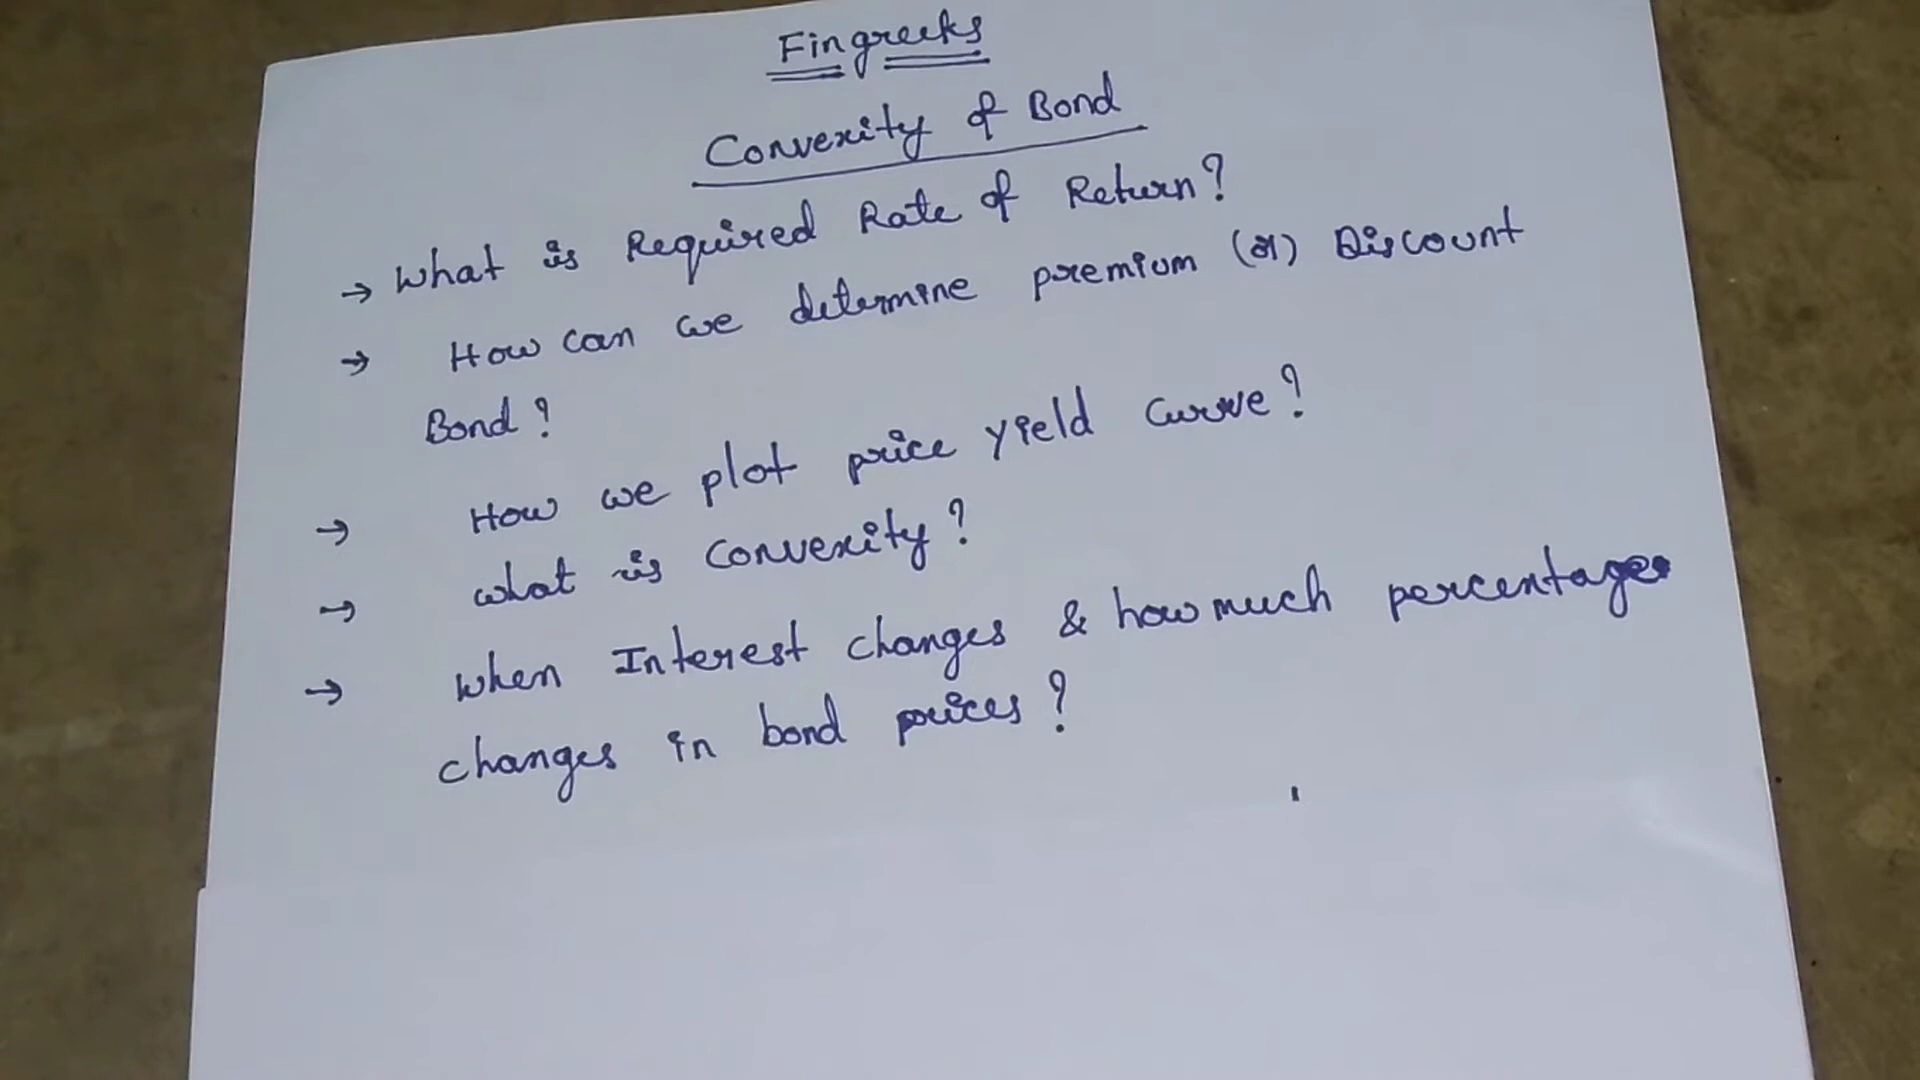 Fingreeks
Convexity of Bond
→ What is Required Rate of Return?
→ How can we determine premium (or) Discount
Bond?
→ How we plot price yield curve?
→ what is convexity?
→ when Interest changes & how much percentage
changes in bond prices?